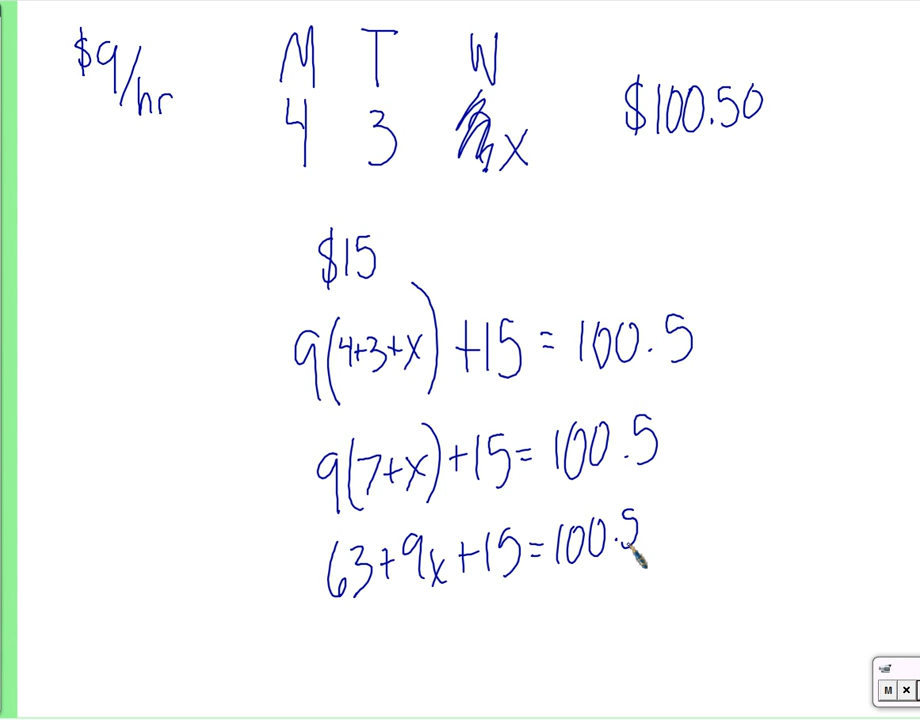 $9/hr M T W
4 3 x $100.50
$15
9(4+3+x)+15=100.5
9(7+x)+15=100.5
63+9x+15=100.5
M ×